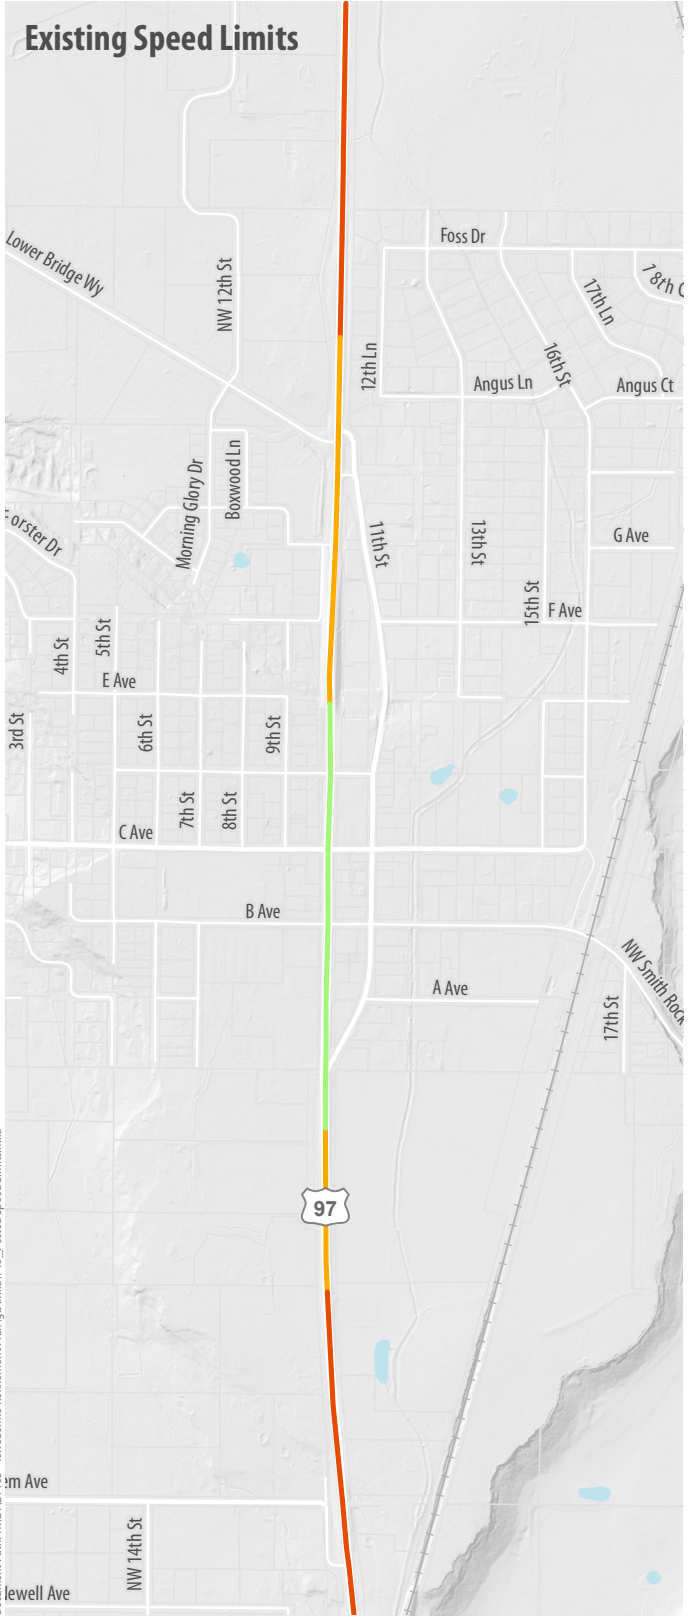 Existing Speed Limits
Foss Dr
Lower Bridge Wy
NW 12th St
17th Ln
12th Ln
16th St
Angus Ln
Angus Ct
Boxwood Ln
Morning Glory Dr
11th St
13th St
G Ave
15th St
F Ave
4th St
5th St
E Ave
3rd St
6th St
9th St
7th St
8th St
C Ave
B Ave
NW Smith Rock
A Ave
17th St
97
NW 14th St